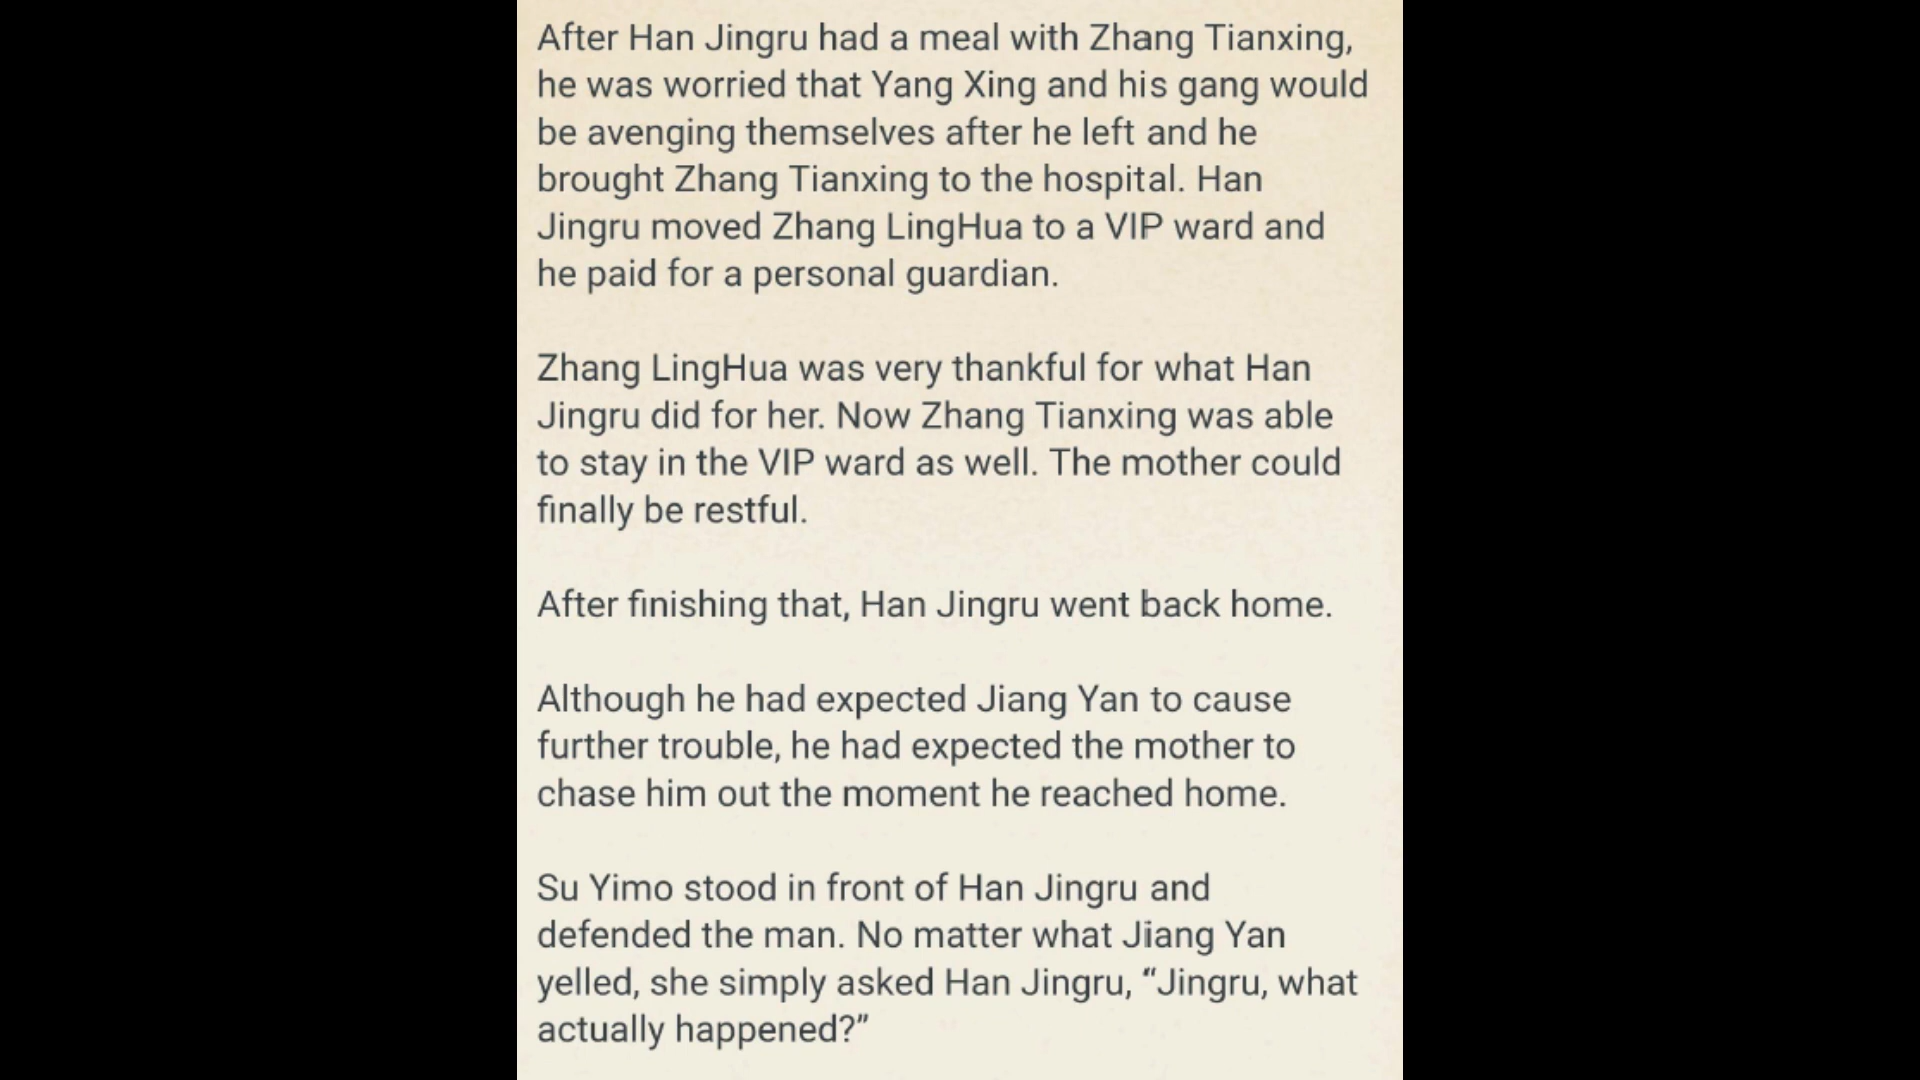 After Han Jingru had a meal with Zhang Tianxing,
he was worried that Yang Xing and his gang would
be avenging themselves after he left and he
brought Zhang Tianxing to the hospital. Han
Jingru moved Zhang LingHua to a VIP ward and
he paid for a personal guardian.
Zhang LingHua was very thankful for what Han
Jingru did for her. Now Zhang Tianxing was able
to stay in the VIP ward as well. The mother could
finally be restful.
After finishing that, Han Jingru went back home.
Although he had expected Jiang Yan to cause
further trouble, he had expected the mother to
chase him out the moment he reached home.
Su Yimo stood in front of Han Jingru and
defended the man. No matter what Jiang Yan
yelled, she simply asked Han Jingru, “Jingru, what
actually happened?”